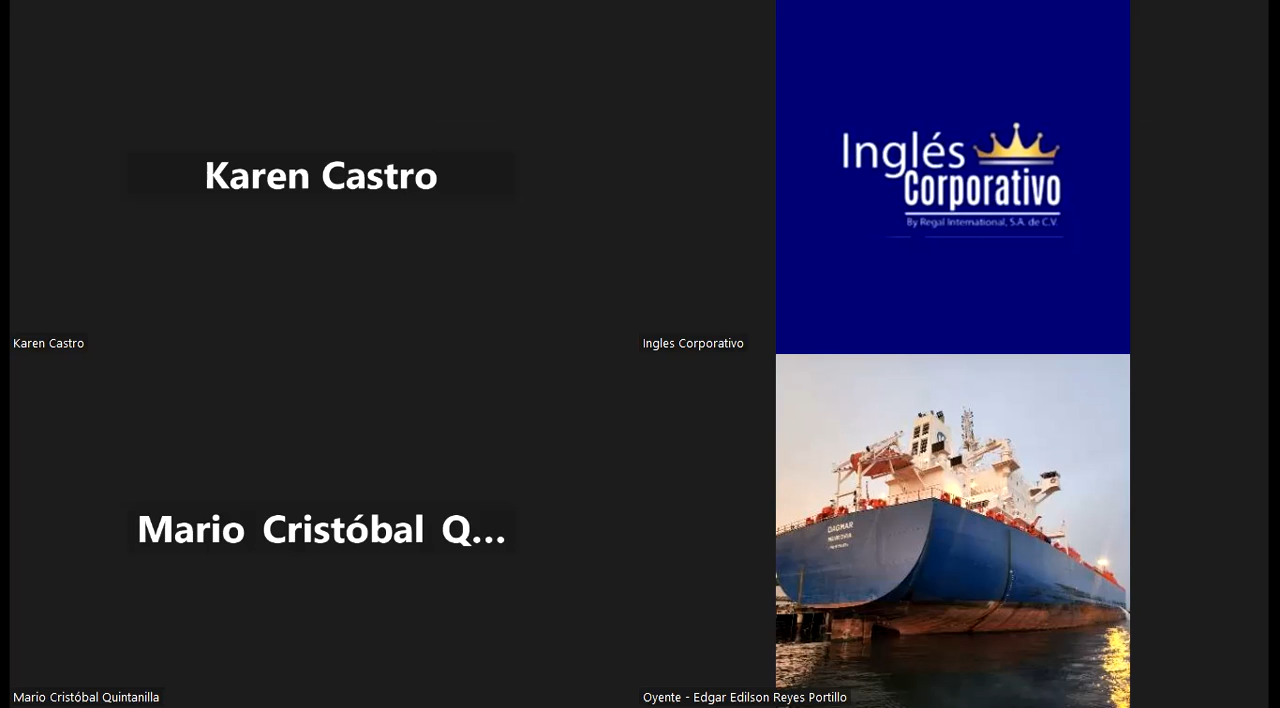 Karen Castro
Karen Castro
Inglés
Corporativo
By Regal International, S.A. de C.V.
Ingles Corporativo
Mario Cristóbal Q...
Mario Cristóbal Quintanilla
DAGMAR
Oyente - Edgar Edilson Reyes Portillo